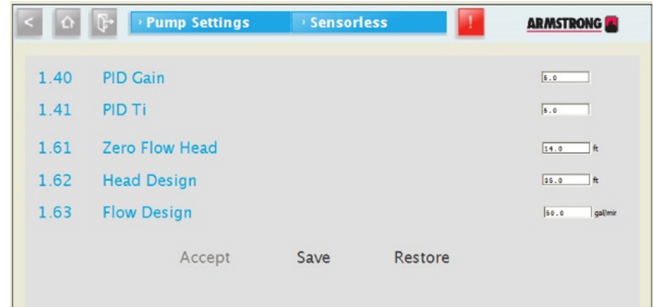 < Pump Settings Sensorless ! ARMSTRONG
1.40 PID Gain 5.0
1.41 PID Ti 5.0
1.61 Zero Flow Head 14.0 ft
1.62 Head Design 35.0 ft
1.63 Flow Design 50.0 gal/min
Accept Save Restore